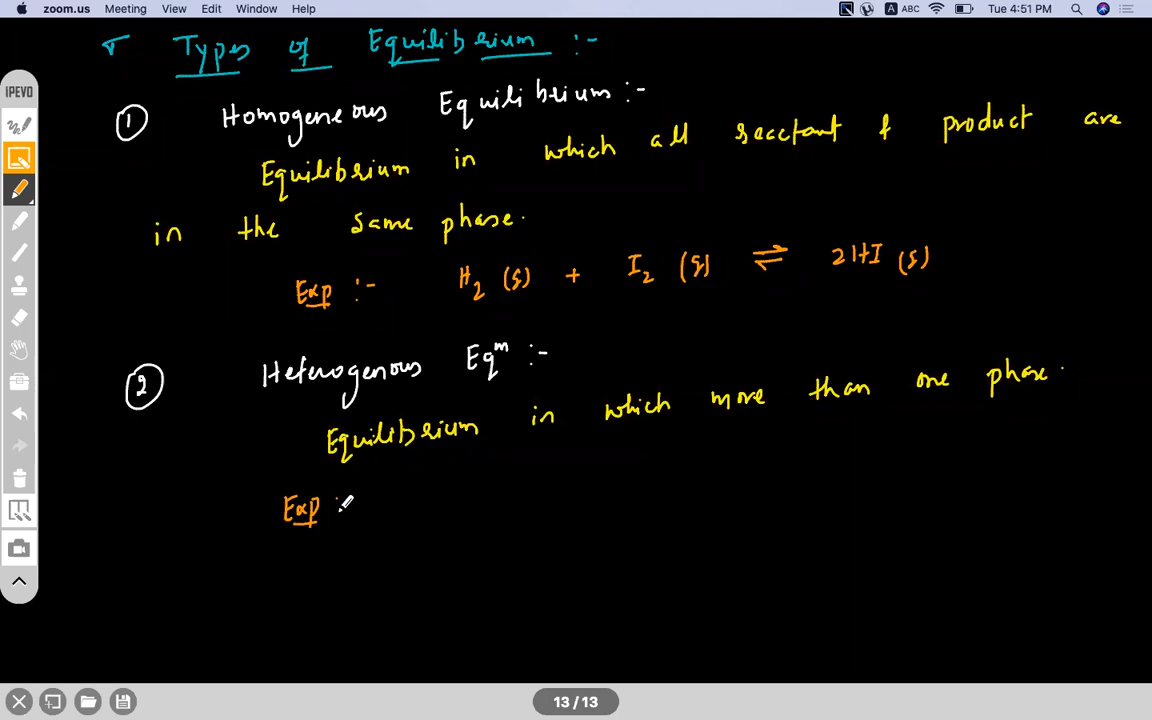 zoom.us Meeting View Edit Window Help
A ABC Tue 4:51 PM
Types of Equilibrium :-
IPEVO
① Homogeneous Equilibrium :-
Equilibrium in which all reactant & product are
in the same phase.
Exp :- H₂ (g) + I₂ (g) ⇌ 2HI (g)
② Heterogenous Eqᵐ :-
Equilibrium in which more than one phase.
Exp :
13 / 13